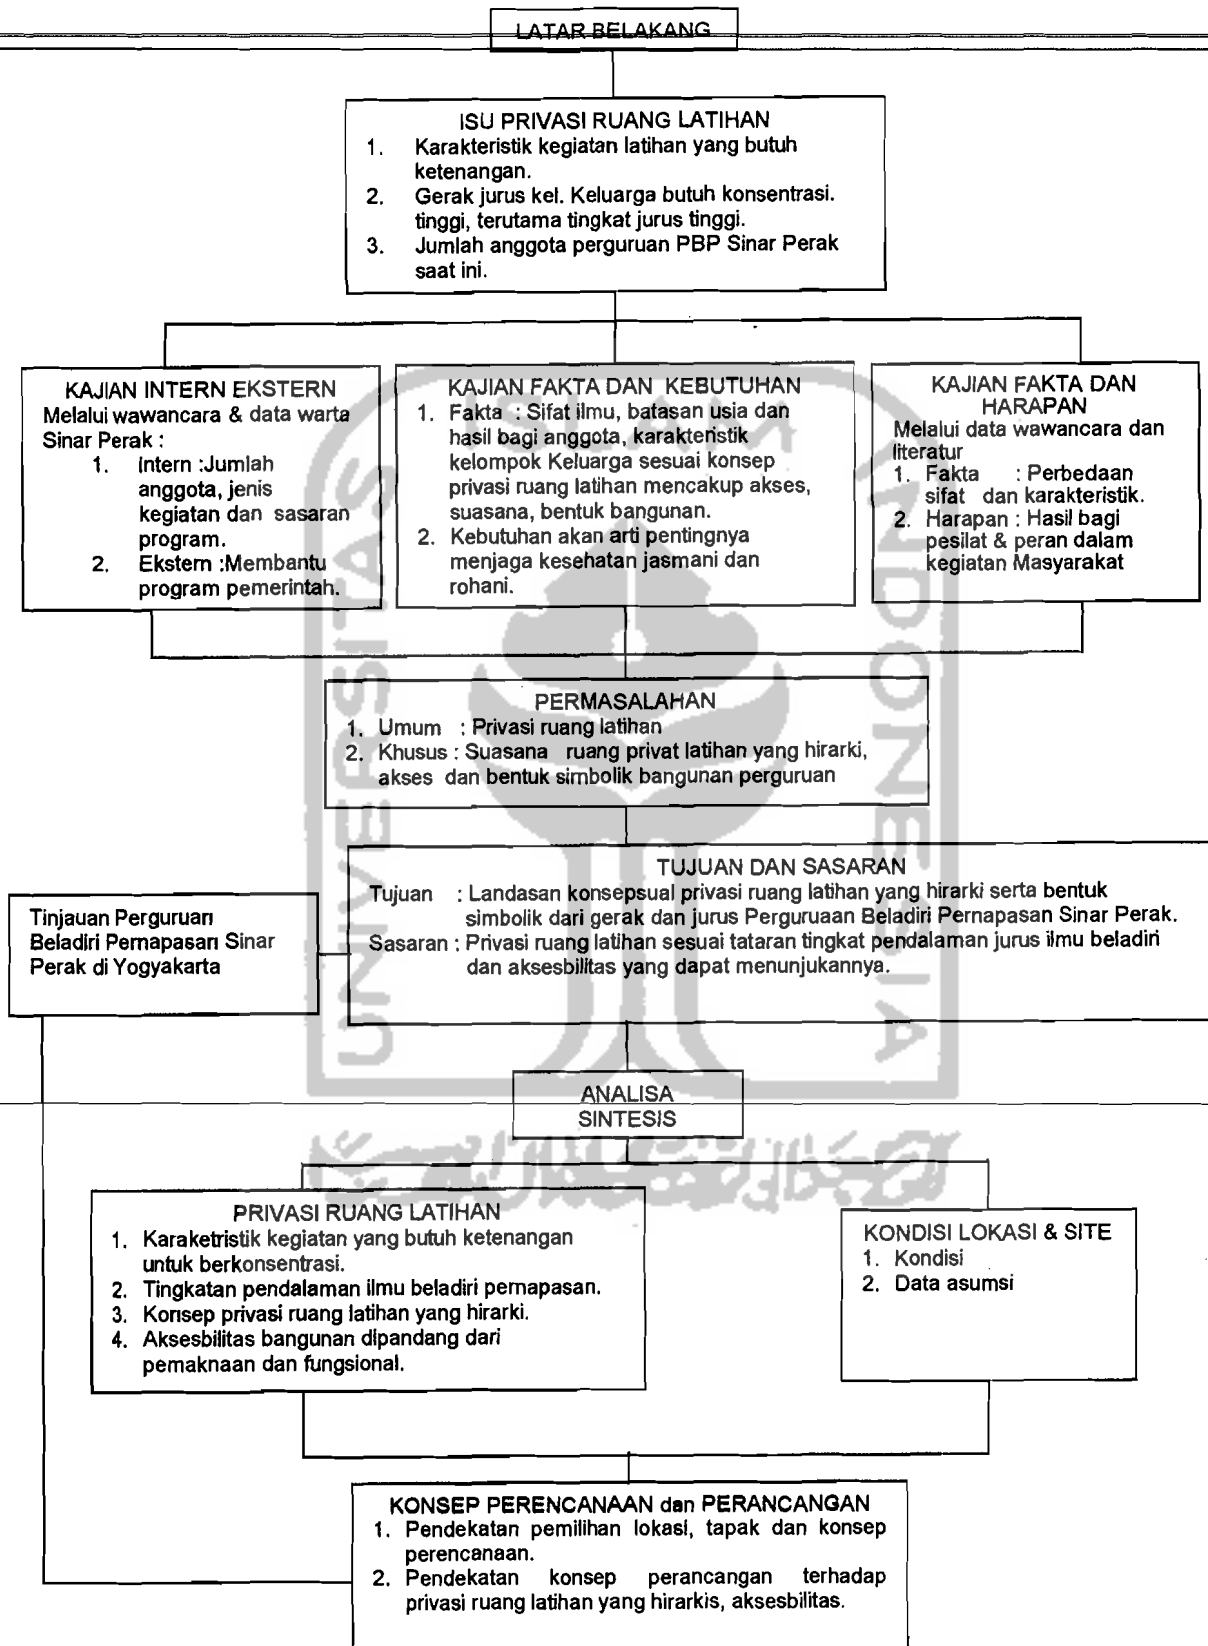 LATAR BELAKANG
ISU PRIVASI RUANG LATIHAN
1. Karakteristik kegiatan latihan yang butuh
ketenangan.
2. Gerak jurus kel. Keluarga butuh konsentrasi.
tinggi, terutama tingkat jurus tinggi.
3. Jumlah anggota perguruan PBP Sinar Perak
saat ini.
KAJIAN INTERN EKSTERN
Melalui wawancara & data warta
Sinar Perak :
1. Intern :Jumlah
anggota, jenis
kegiatan dan sasaran
program.
2. Ekstern :Membantu
program pemerintah.
KAJIAN FAKTA DAN KEBUTUHAN
1. Fakta : Sifat ilmu, batasan usia dan
hasil bagi anggota, karakteristik
kelompok Keluarga sesuai konsep
privasi ruang latihan mencakup akses,
suasana, bentuk bangunan.
2. Kebutuhan akan arti pentingnya
menjaga kesehatan jasmani dan
rohani.
KAJIAN FAKTA DAN
HARAPAN
Melalui data wawancara dan
literatur
1. Fakta : Perbedaan
sifat dan karakteristik.
2. Harapan : Hasil bagi
pesilat & peran dalam
kegiatan Masyarakat
PERMASALAHAN
1. Umum : Privasi ruang latihan
2. Khusus : Suasana ruang privat latihan yang hirarki,
akses dan bentuk simbolik bangunan perguruan
TUJUAN DAN SASARAN
Tujuan : Landasan konsepsual privasi ruang latihan yang hirarki serta bentuk
simbolik dari gerak dan jurus Perguruaan Beladiri Pernapasan Sinar Perak.
Sasaran : Privasi ruang latihan sesuai tataran tingkat pendalaman jurus ilmu beladiri
dan aksesbilitas yang dapat menunjukannya.
Tinjauan Perguruan
Beladiri Pernapasan Sinar
Perak di Yogyakarta
ANALISA
SINTESIS
PRIVASI RUANG LATIHAN
1. Karaketristik kegiatan yang butuh ketenangan
untuk berkonsentrasi.
2. Tingkatan pendalaman ilmu beladiri pernapasan.
3. Konsep privasi ruang latihan yang hirarki.
4. Aksesbilitas bangunan dipandang dari
pemaknaan dan fungsional.
KONDISI LOKASI & SITE
1. Kondisi
2. Data asumsi
KONSEP PERENCANAAN dan PERANCANGAN
1. Pendekatan pemilihan lokasi, tapak dan konsep
perencanaan.
2. Pendekatan konsep perancangan terhadap
privasi ruang latihan yang hirarkis, aksesbilitas.
ISLAM
UNIVERSITAS
INDONESIA